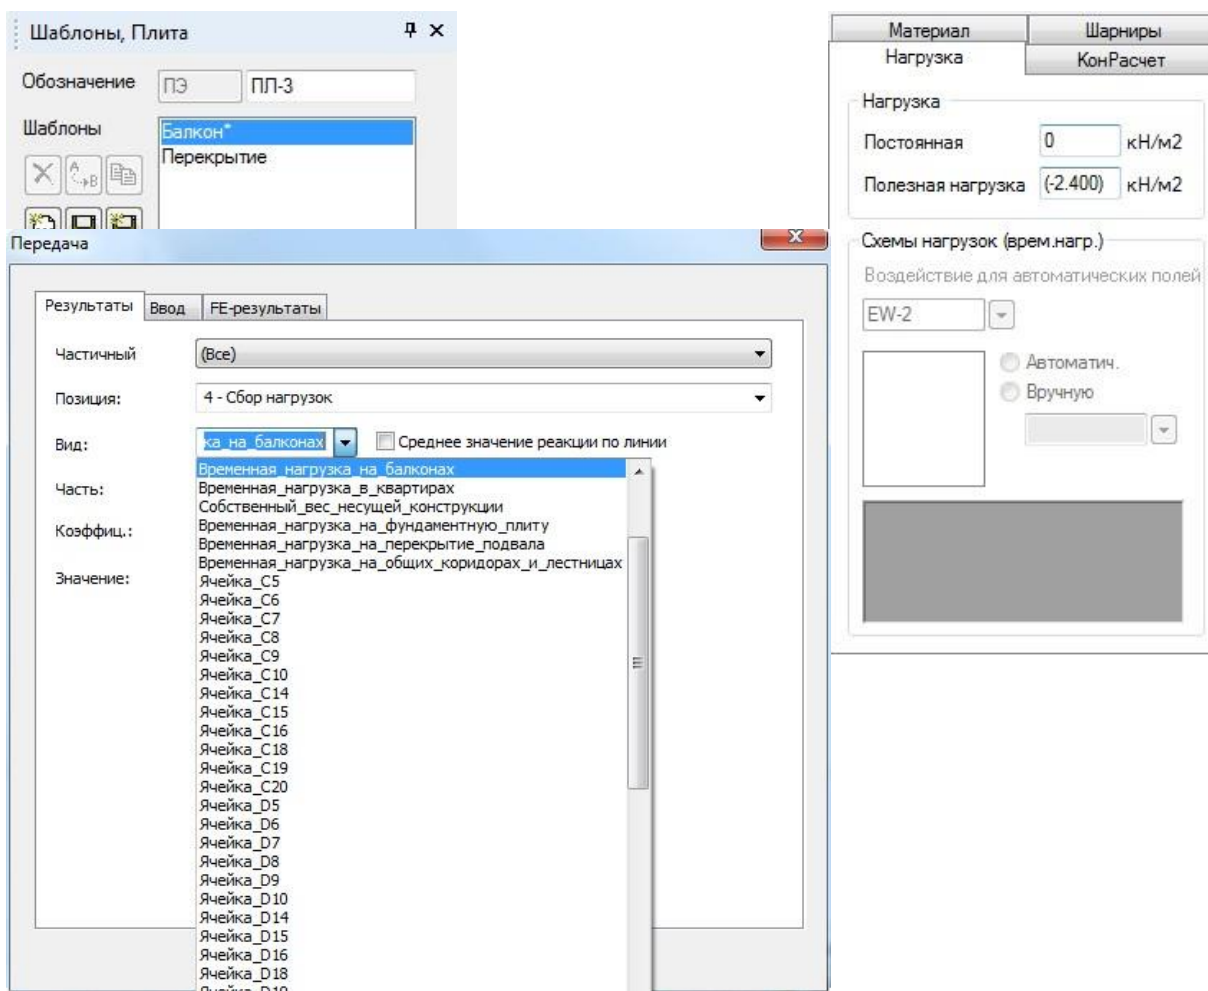 Шаблоны, Плита
Обозначение ПЭ ПЛ-3
Шаблоны
Балкон*
Перекрытие
A
B
Передача
Результаты Ввод FE-результаты
Частичный (Все)
Позиция: 4 - Сбор нагрузок
Вид: ка_на_балконах Среднее значение реакции по линии
Временная_нагрузка_на_балконах
Часть: Временная_нагрузка_в_квартирах
Собственный_вес_несущей_конструкции
Коэффиц.: Временная_нагрузка_на_фундаментную_плиту
Временная_нагрузка_на_перекрытие_подвала
Временная_нагрузка_на_общих_коридорах_и_лестницах
Значение: Ячейка_C5
Ячейка_C6
Ячейка_C7
Ячейка_C8
Ячейка_C9
Ячейка_C10
Ячейка_C14
Ячейка_C15
Ячейка_C16
Ячейка_C18
Ячейка_C19
Ячейка_C20
Ячейка_D5
Ячейка_D6
Ячейка_D7
Ячейка_D8
Ячейка_D9
Ячейка_D10
Ячейка_D14
Ячейка_D15
Ячейка_D16
Ячейка_D18
Материал Шарниры
Нагрузка КонРасчет
Нагрузка
Постоянная 0 кН/м2
Полезная нагрузка (-2.400) кН/м2
Схемы нагрузок (врем.нагр.)
Воздействие для автоматических полей
EW-2
Автоматич.
Вручную